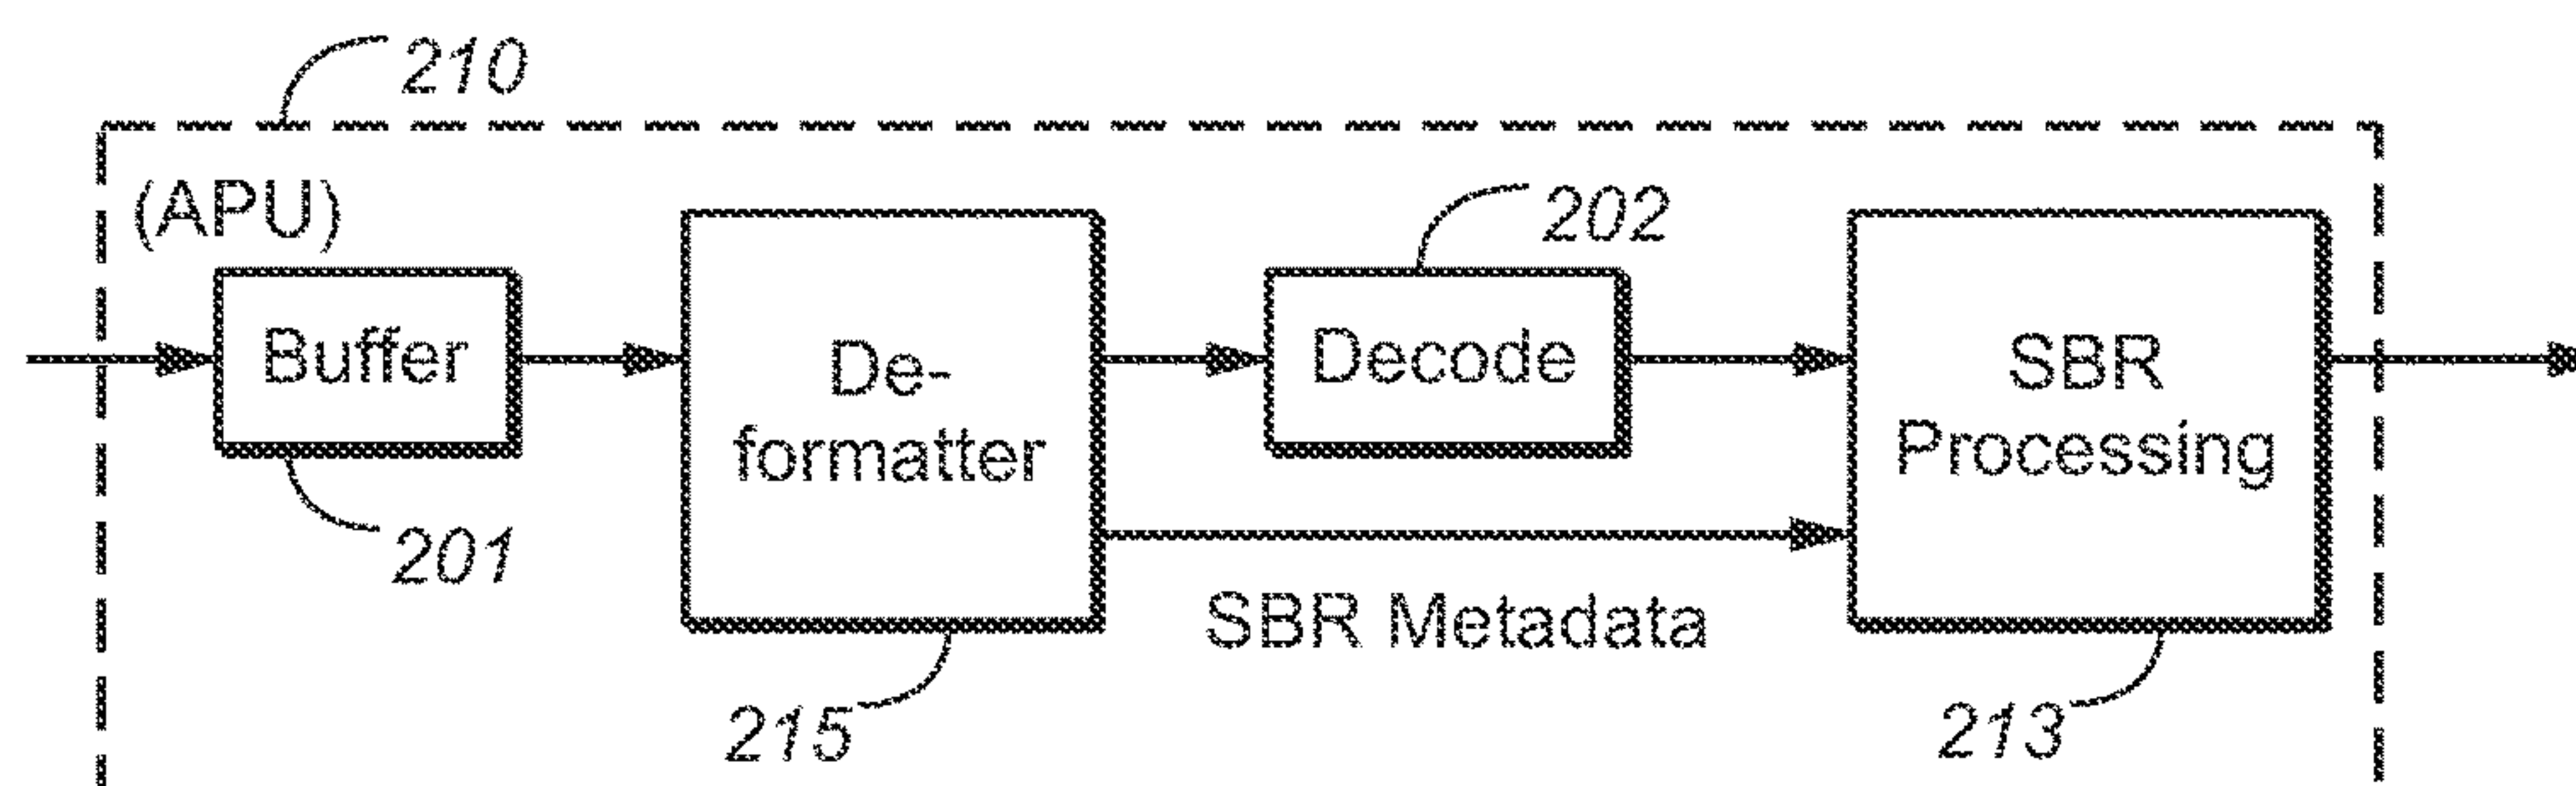 210
(APU)
202
Buffer
De-
formatter
Decode
SBR
Processing
201
SBR Metadata
215
213